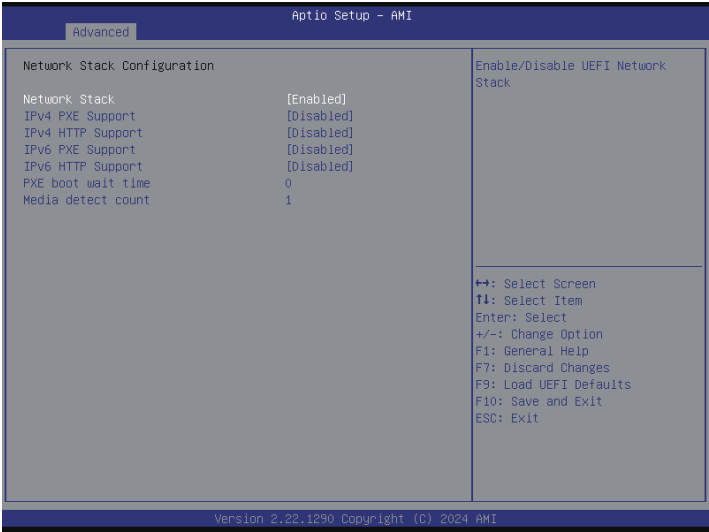 Aptio Setup – AMI
Advanced
Network Stack Configuration
Network Stack [Enabled]
IPv4 PXE Support [Disabled]
IPv4 HTTP Support [Disabled]
IPv6 PXE Support [Disabled]
IPv6 HTTP Support [Disabled]
PXE boot wait time 0
Media detect count 1
Enable/Disable UEFI Network
Stack
→←: Select Screen
↑↓: Select Item
Enter: Select
+/-: Change Option
F1: General Help
F7: Discard Changes
F9: Load UEFI Defaults
F10: Save and Exit
ESC: Exit
Version 2.22.1290 Copyright (C) 2024 AMI